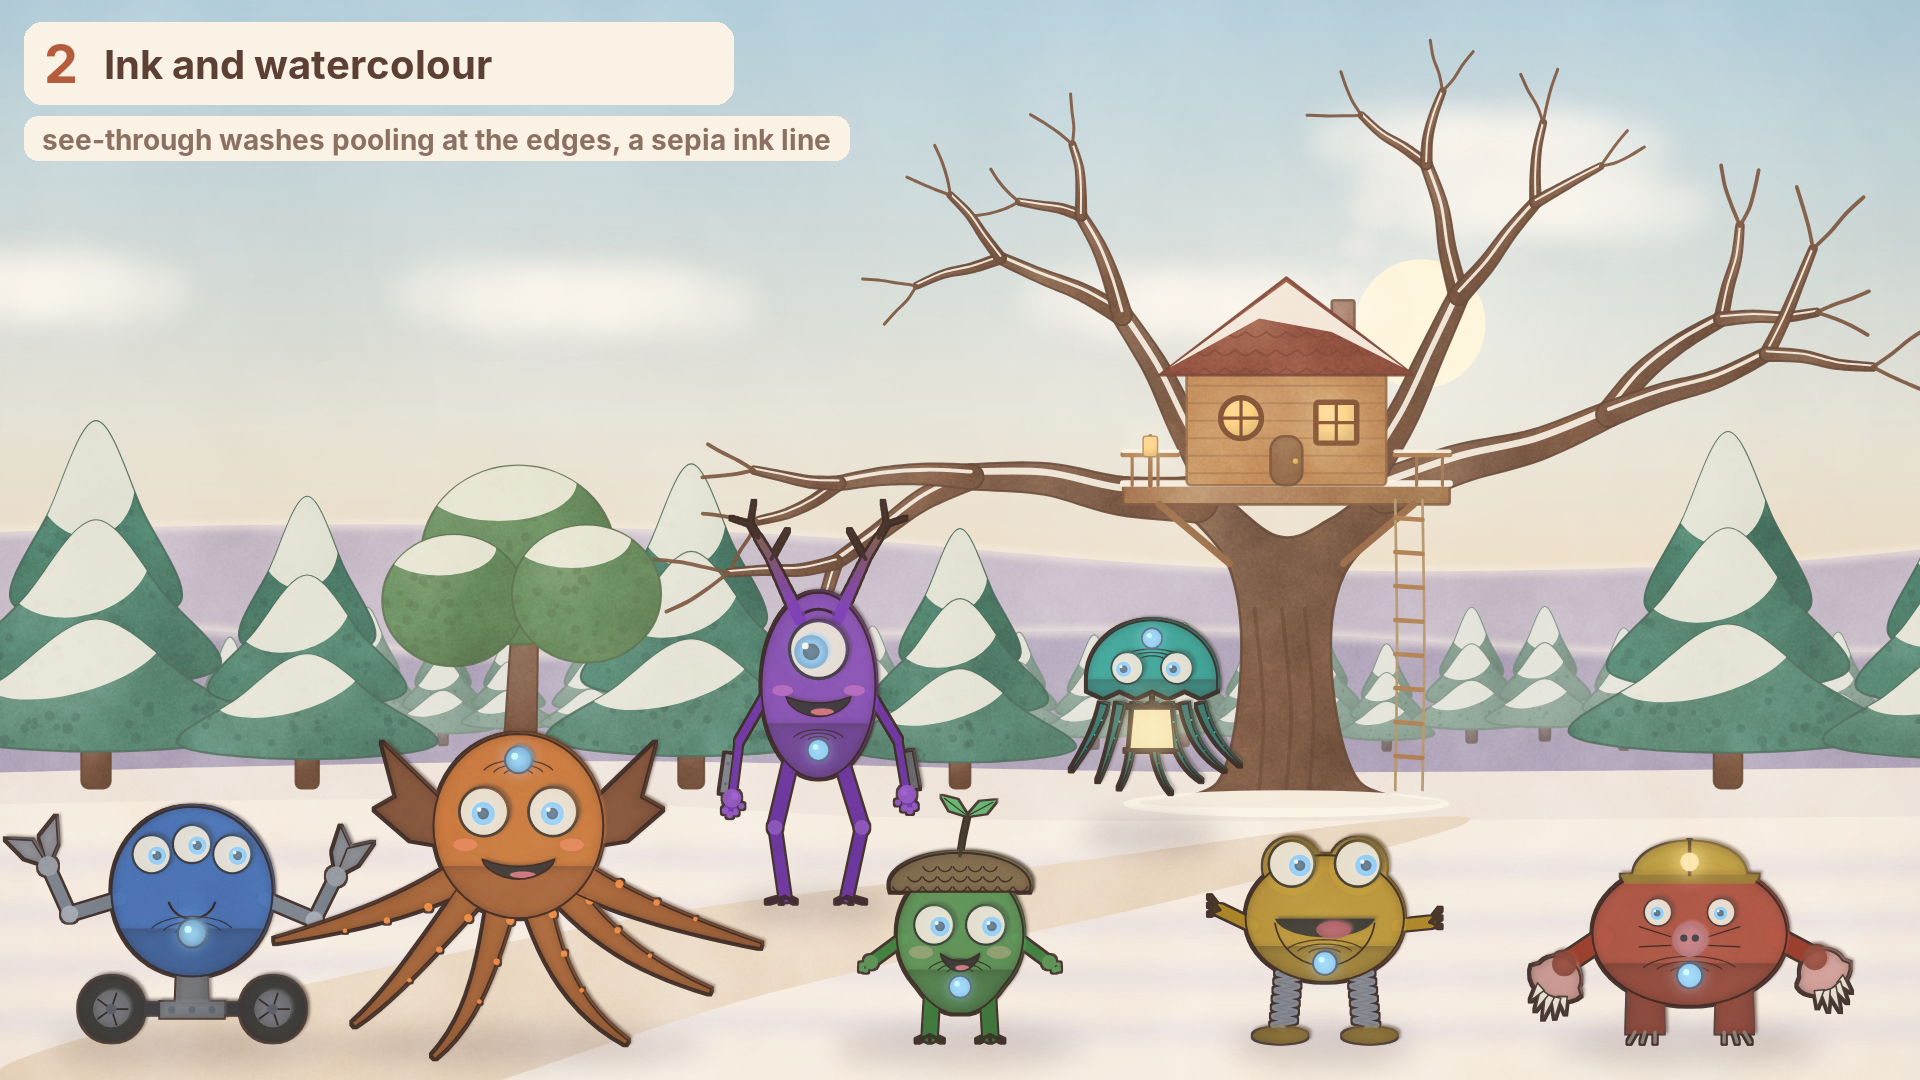 2 Ink and watercolour
see-through washes pooling at the edges, a sepia ink line